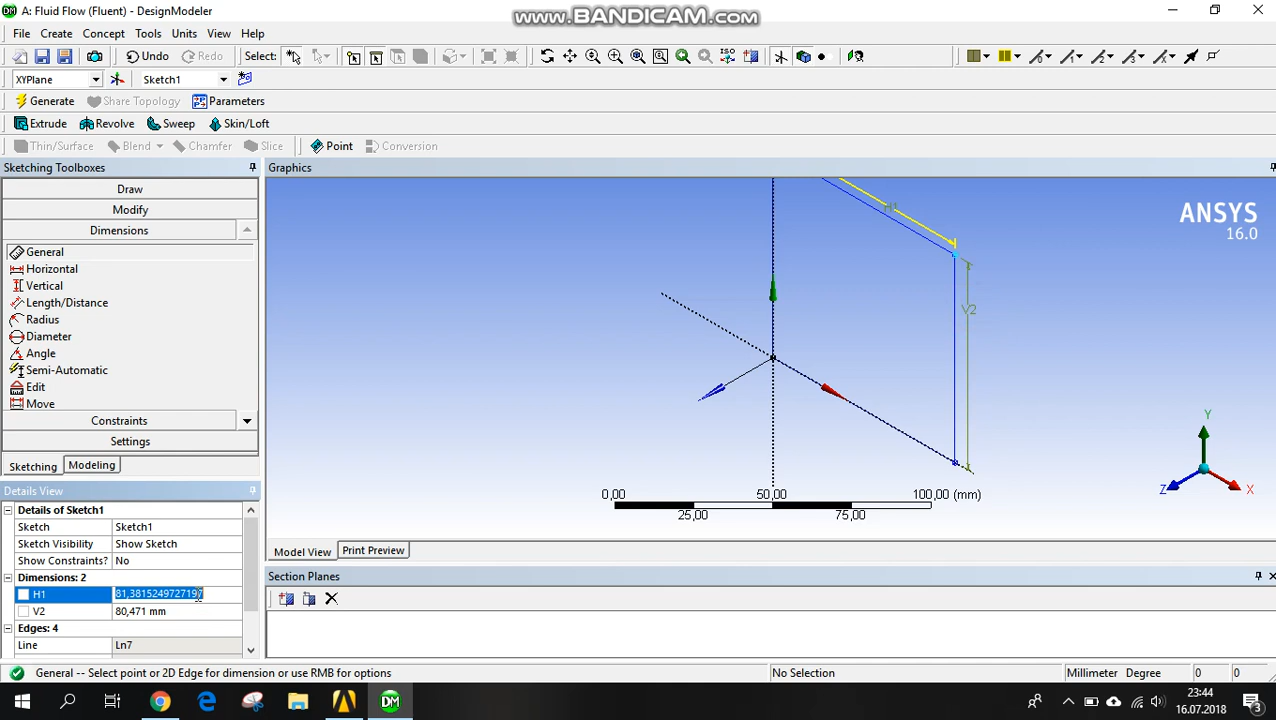 A: Fluid Flow (Fluent) - DesignModeler
www.BANDICAM.com
File Create Concept Tools Units View Help
Undo Redo Select:
XYPlane Sketch1
Generate Share Topology Parameters
Extrude Revolve Sweep Skin/Loft
Thin/Surface Blend Chamfer Slice Point Conversion
Sketching Toolboxes
Draw
Modify
Dimensions
General
Horizontal
Vertical
Length/Distance
Radius
Diameter
Angle
Semi-Automatic
Edit
Move
Constraints
Settings
Sketching Modeling
Details View
Details of Sketch1
Sketch Sketch1
Sketch Visibility Show Sketch
Show Constraints? No
Dimensions: 2
H1 81,3815249727197
V2 80,471 mm
Edges: 4
Line Ln7
Graphics
H1
V2
ANSYS
16.0
0,00 50,00 100,00 (mm)
25,00 75,00
Y
Z X
Model View Print Preview
Section Planes
General -- Select point or 2D Edge for dimension or use RMB for options No Selection Millimeter Degree 0 0
DM
23:44
16.07.2018
3